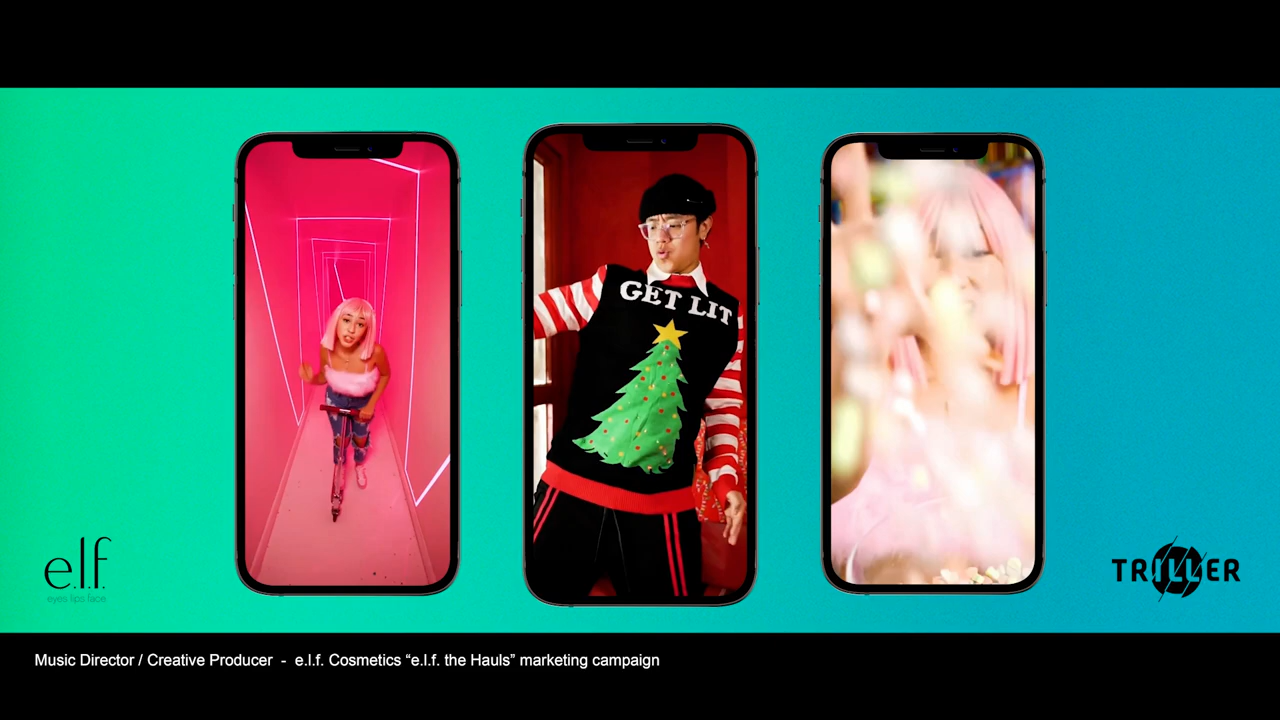 GET LIT
e.l.f.
eyes lips face
TRILLER
Music Director / Creative Producer - e.l.f. Cosmetics “e.l.f. the Hauls” marketing campaign